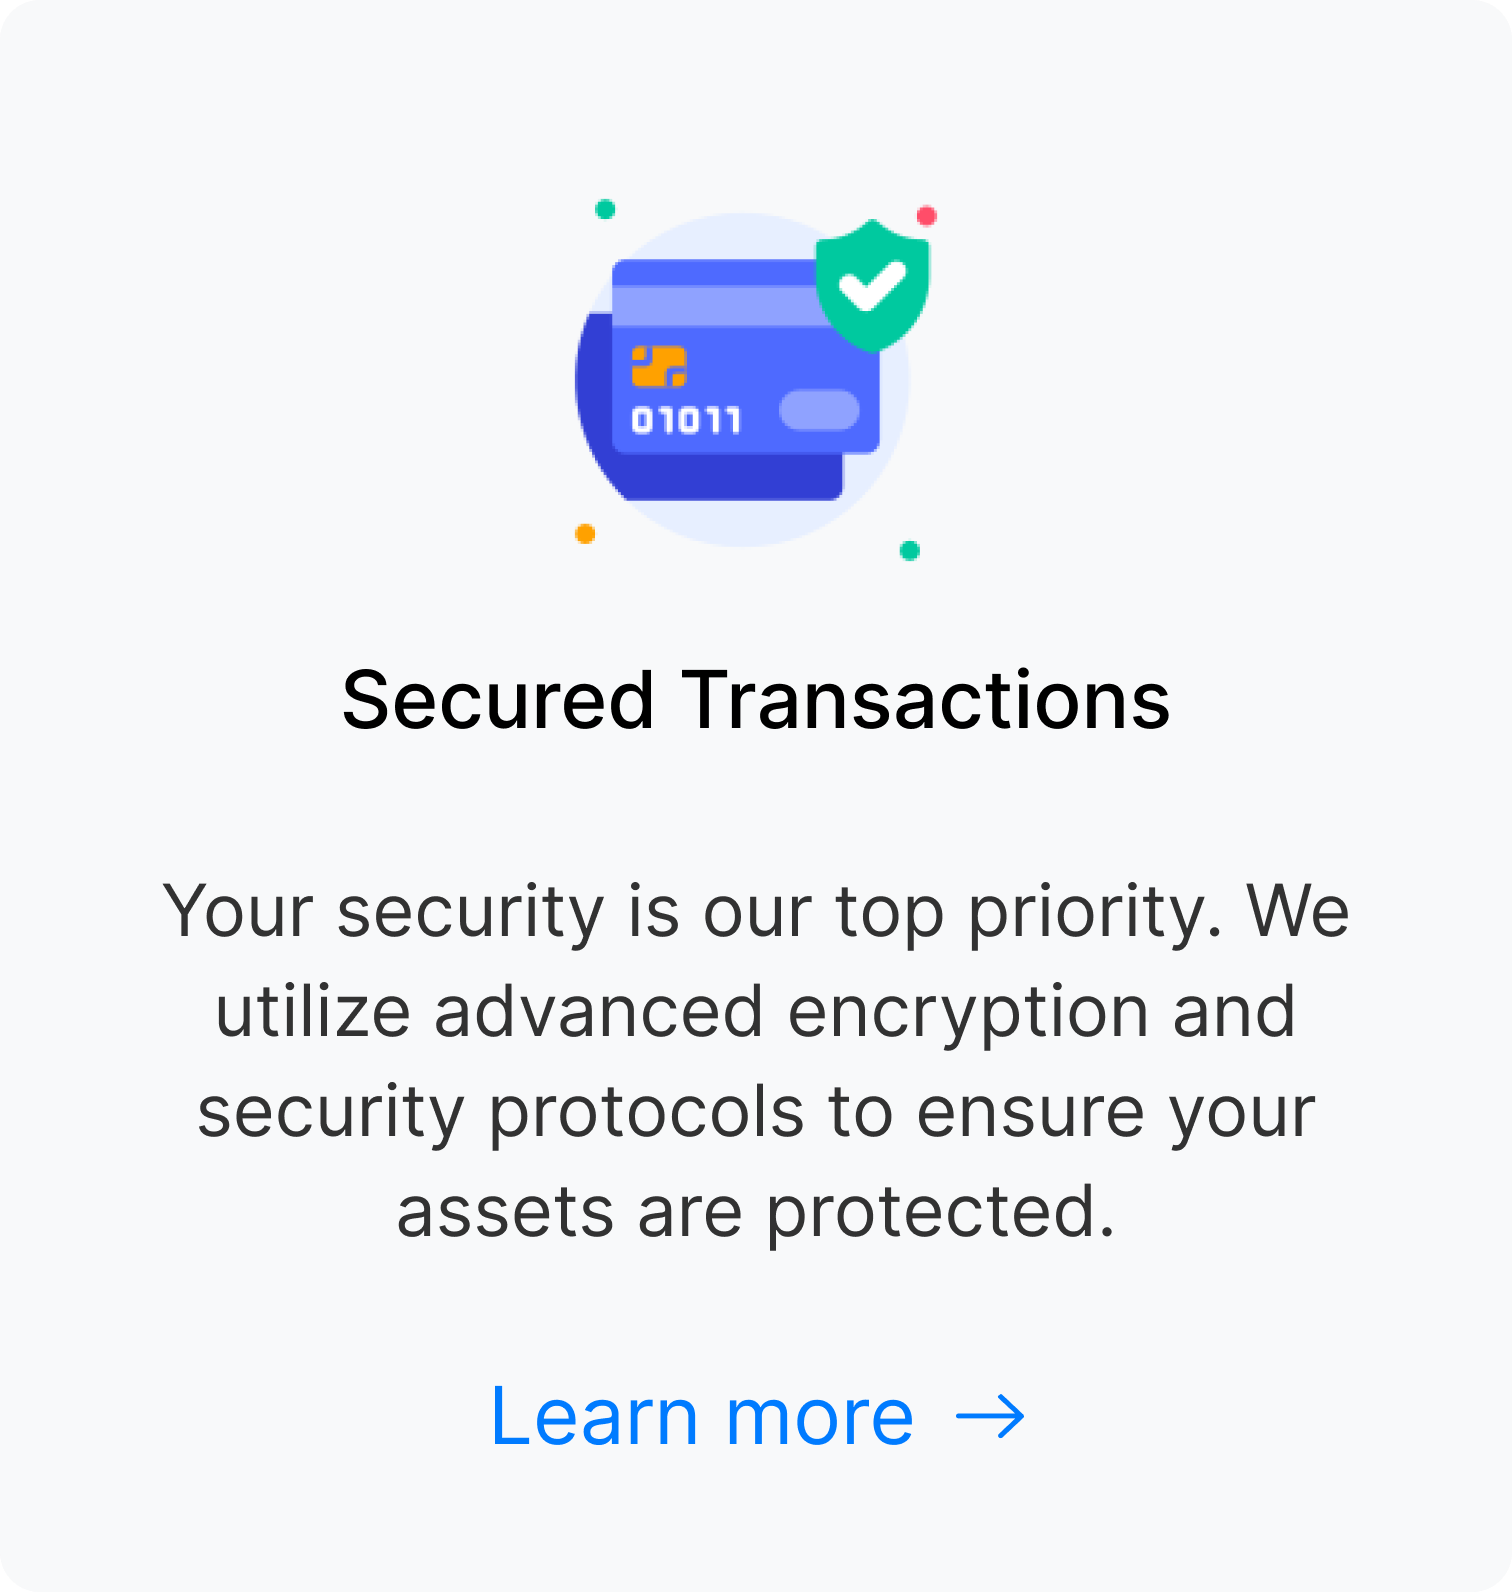 01011
Secured Transactions
Your security is our top priority. We
utilize advanced encryption and
security protocols to ensure your
assets are protected.
Learn more →